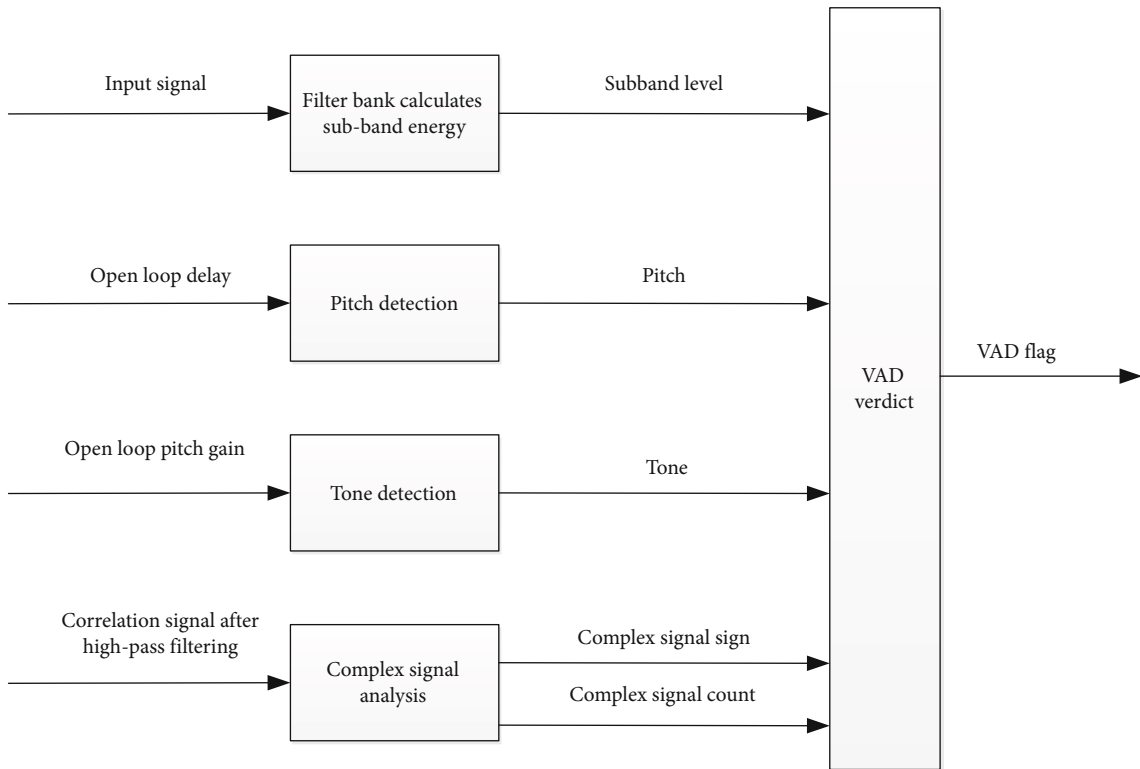 Input signal
Filter bank calculates
sub-band energy
Subband level
Open loop delay
Pitch detection
Pitch
VAD
verdict
VAD flag
Open loop pitch gain
Tone detection
Tone
Correlation signal after
high-pass filtering
Complex signal
analysis
Complex signal sign
Complex signal count